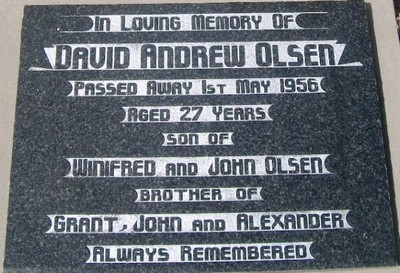 In Loving Memory Of
David Andrew Olsen
Passed Away 1st May 1956
Aged 27 Years
son of
Winifred and John Olsen
brother of
Grant, John and Alexander
Always Remembered